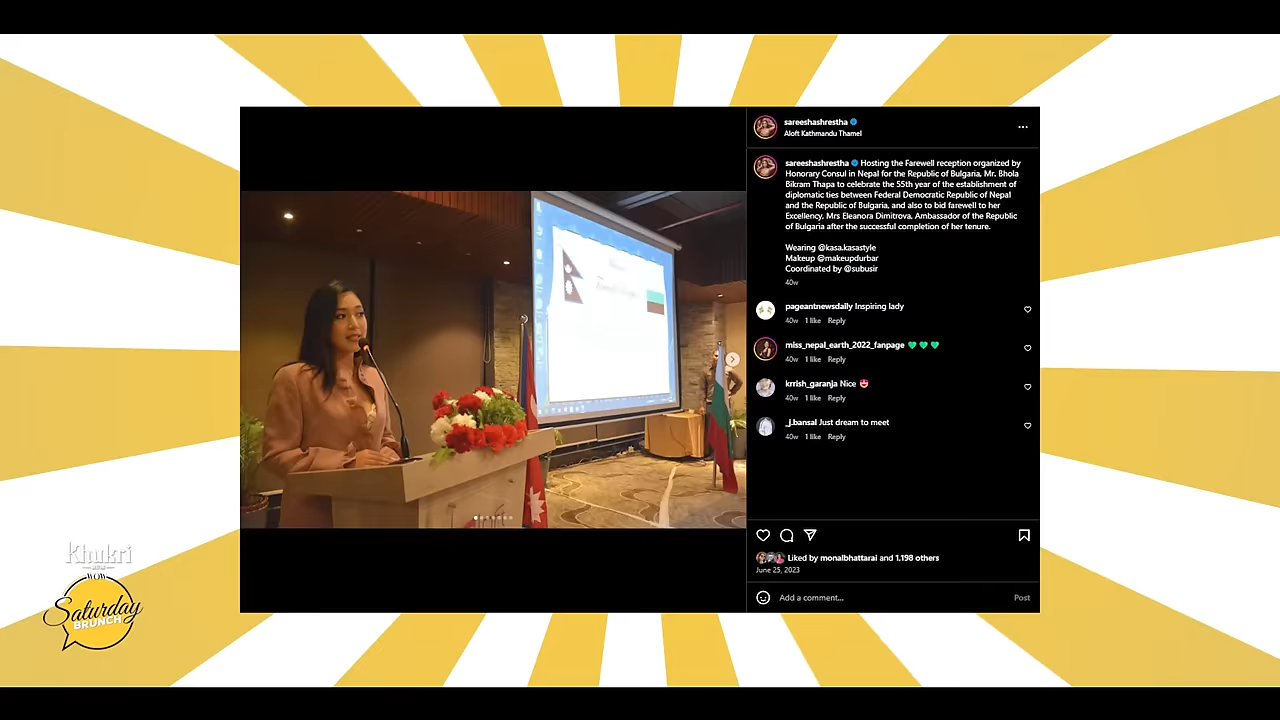 sareeshashrestha
Aloft Kathmandu Thamel
sareeshashrestha Hosting the Farewell reception organized by
Honorary Consul in Nepal for the Republic of Bulgaria, Mr. Bhola
Bikram Thapa to celebrate the 55th year of the establishment of
diplomatic ties between Federal Democratic Republic of Nepal
and the Republic of Bulgaria, and also to bid farewell to her
Excellency, Mrs Eleanora Dimitrova, Ambassador of the Republic
of Bulgaria after the successful completion of her tenure.
Wearing @kasa.kasastyle
Makeup @makeupdurbar
Coordinated by @subusir
40w
pageantnewsdaily Inspiring lady
40w 1 like Reply
miss_nepal_earth_2022_fanpage 💚💚💚
40w 1 like Reply
krrish_garanja Nice 😍
40w 1 like Reply
_j.bansal Just dream to meet
40w 1 like Reply
Liked by monalbhattarai and 1,198 others
June 25, 2023
Add a comment...
Post
Khukri
WOW
Saturday
BRUNCH